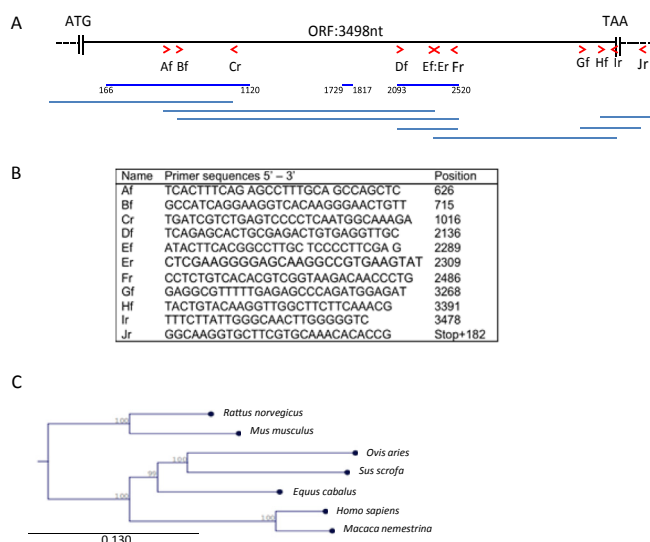 A
ATG
ORF:3498nt
TAA
Af Bf Cr Df Ef:Er Fr Gf Hf Ir Jr
166 1120 1729 1817 2093 2520
B
Name Primer sequences 5' – 3' Position
Af TCACTTTCAG AGCCTTTGCA GCCAGCTC 626
Bf GCCATCAGGAAGGTCACAAGGGAACTGTT 715
Cr TGATCGTCTGAGTCCCCTCAATGGCAAAGA 1016
Df TCAGAGCACTGCGAGACTGTGAGGTTGC 2136
Ef ATACTTCACGGCCTTGC TCCCCTTCGA G 2289
Er CTCGAAGGGGAGCAAGGCCGTGAAGTAT 2309
Fr CCTCTGTCACACGTCGGTAAGACAACCCTG 2486
Gf GAGGCGTTTTTGAGAGCCCAGATGGAGAT 3268
Hf TACTGTACAAGGTTGGCTTCTTCAAACG 3391
Ir TTTCTTATTGGGCAACTTGGGGGTC 3478
Jr GGCAAGGTGCTTCGTGCAAACACACCG Stop+182
C
100 Rattus norvegicus
Mus musculus
100 Ovis aries
99 Sus scrofa
Equus cabalus
100 Homo sapiens
100 Macaca nemestrina
0.130